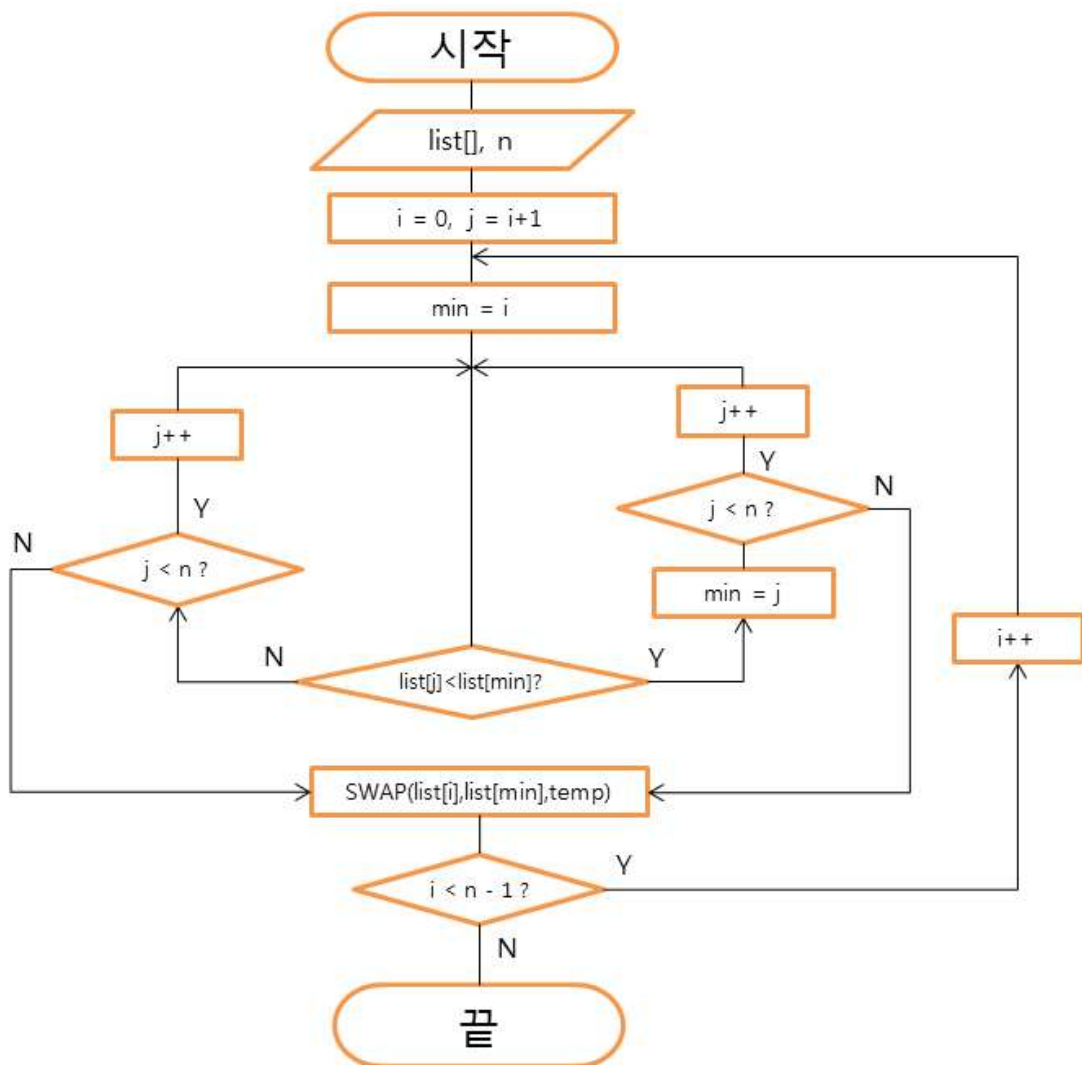 시작
list[], n
i = 0, j = i+1
min = i
j++
j++
Y
Y
N
j < n ?
N
j < n ?
min = j
i++
N
Y
list[j]<list[min]?
SWAP(list[i],list[min],temp)
Y
i < n - 1 ?
N
끝